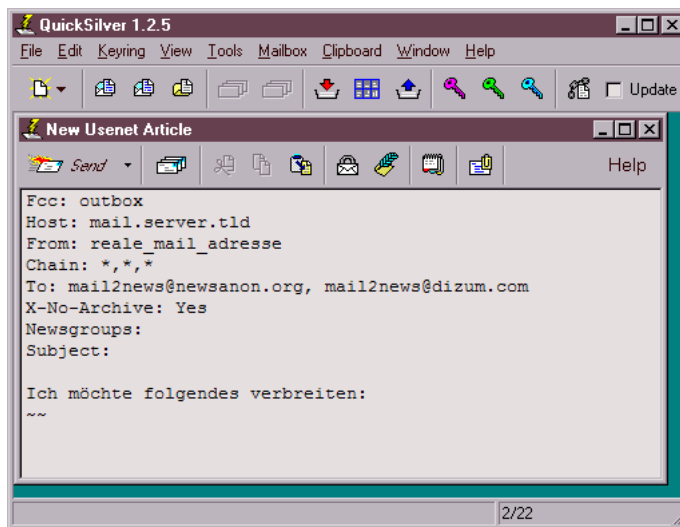 QuickSilver 1.2.5
File Edit Keyring View Tools Mailbox Clipboard Window Help
Update
New Usenet Article
Send Help
Fcc: outbox
Host: mail.server.tld
From: reale_mail_adresse
Chain: *,*,*
To: mail2news@newsanon.org, mail2news@dizum.com
X-No-Archive: Yes
Newsgroups:
Subject:
Ich möchte folgendes verbreiten:
~~
2/22